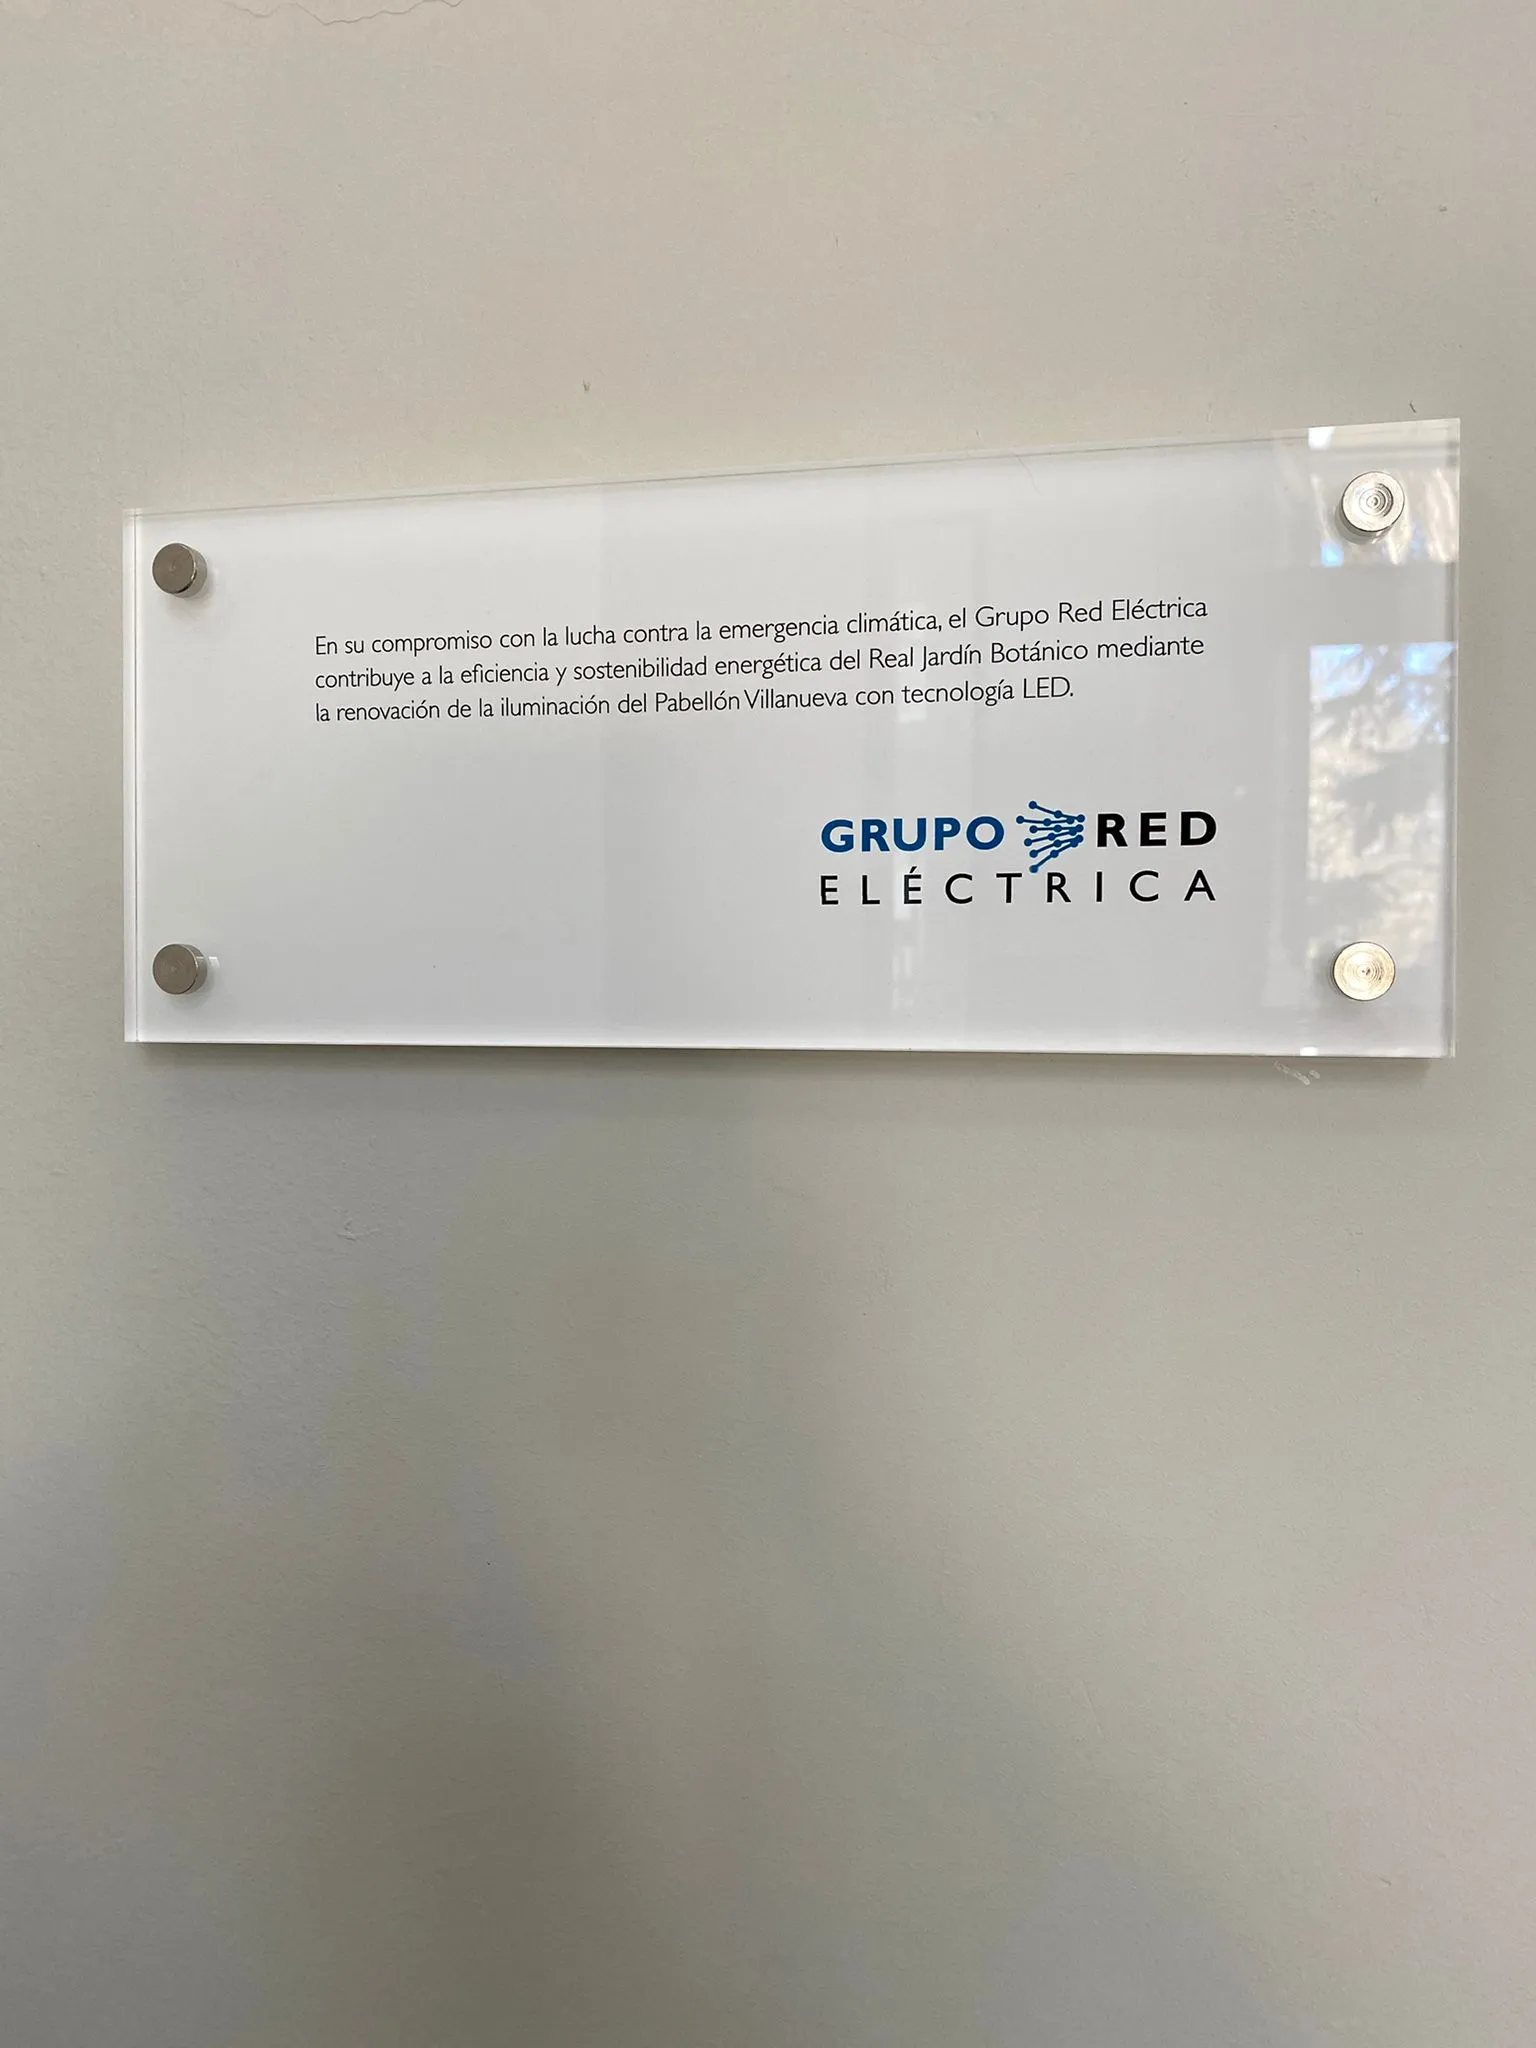 En su compromiso con la lucha contra la emergencia climática, el Grupo Red Eléctrica
contribuye a la eficiencia y sostenibilidad energética del Real Jardín Botánico mediante
la renovación de la iluminación del Pabellón Villanueva con tecnología LED.
GRUPO RED
ELÉCTRICA